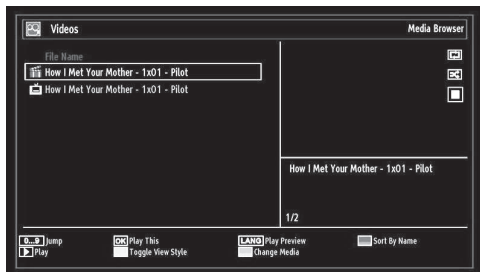 Videos
Media Browser
File Name
How I Met Your Mother - 1x01 - Pilot
How I Met Your Mother - 1x01 - Pilot
How I Met Your Mother - 1x01 - Pilot
1/2
0...9 Jump
OK Play This
LANG Play Preview
Sort By Name
Play
Toggle View Style
Change Media